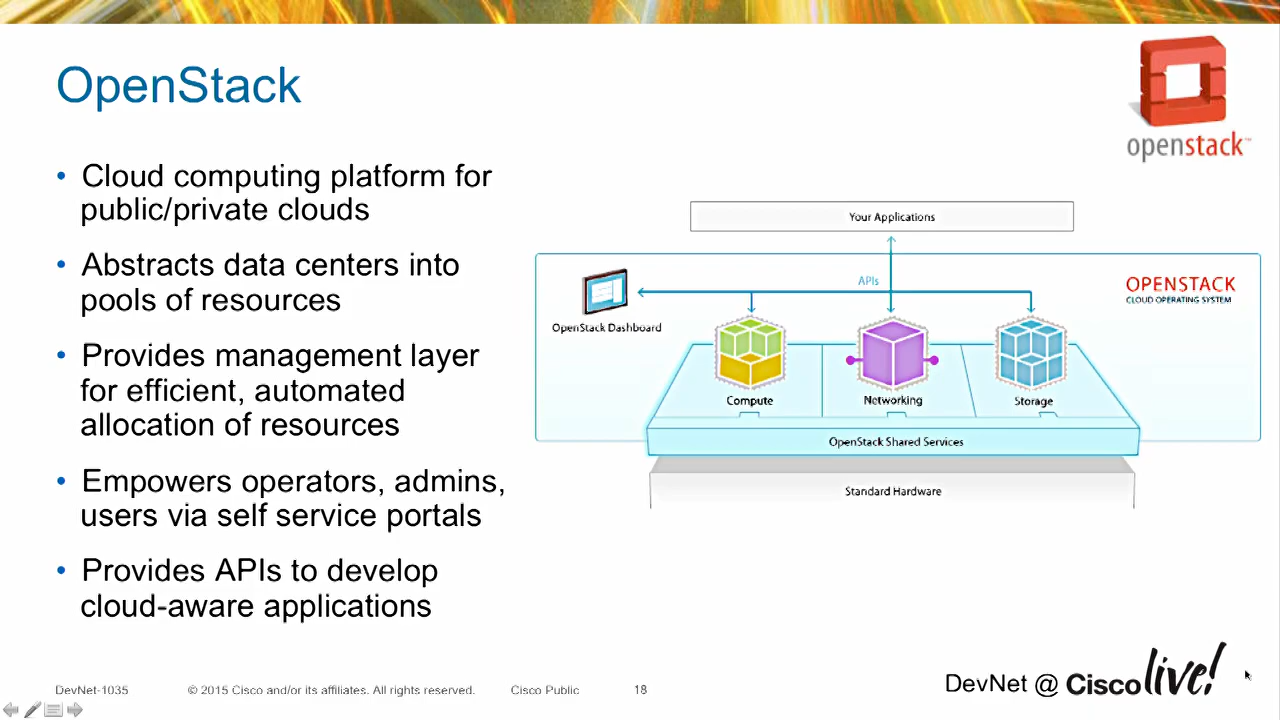 OpenStack
openstack™
• Cloud computing platform for
public/private clouds
• Abstracts data centers into
pools of resources
• Provides management layer
for efficient, automated
allocation of resources
• Empowers operators, admins,
users via self service portals
• Provides APIs to develop
cloud-aware applications
Your Applications
APIs
OPENSTACK
CLOUD OPERATING SYSTEM
OpenStack Dashboard
Compute
Networking
Storage
OpenStack Shared Services
Standard Hardware
DevNet-1035
© 2015 Cisco and/or its affiliates. All rights reserved.
Cisco Public
18
DevNet @ Cisco live!